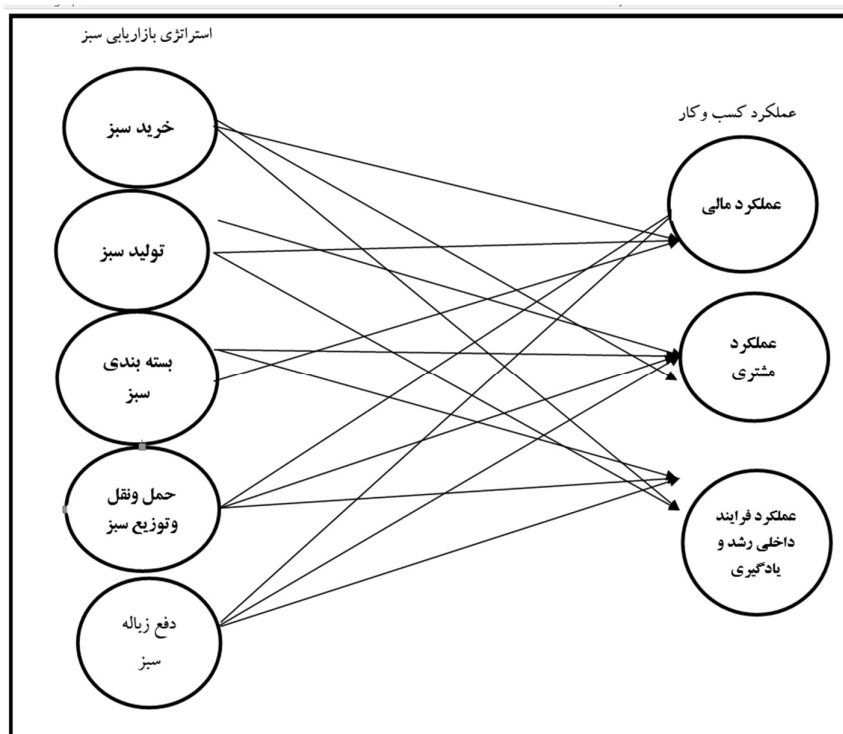 استراتژی بازاریابی سبز
خرید سبز
تولید سبز
بسته بندی
سبز
حمل ونقل
وتوزیع سبز
دفع زباله
سبز
عملکرد کسب و کار
عملکرد مالی
عملکرد
مشتری
عملکرد فرایند
داخلی رشد و
یادگیری